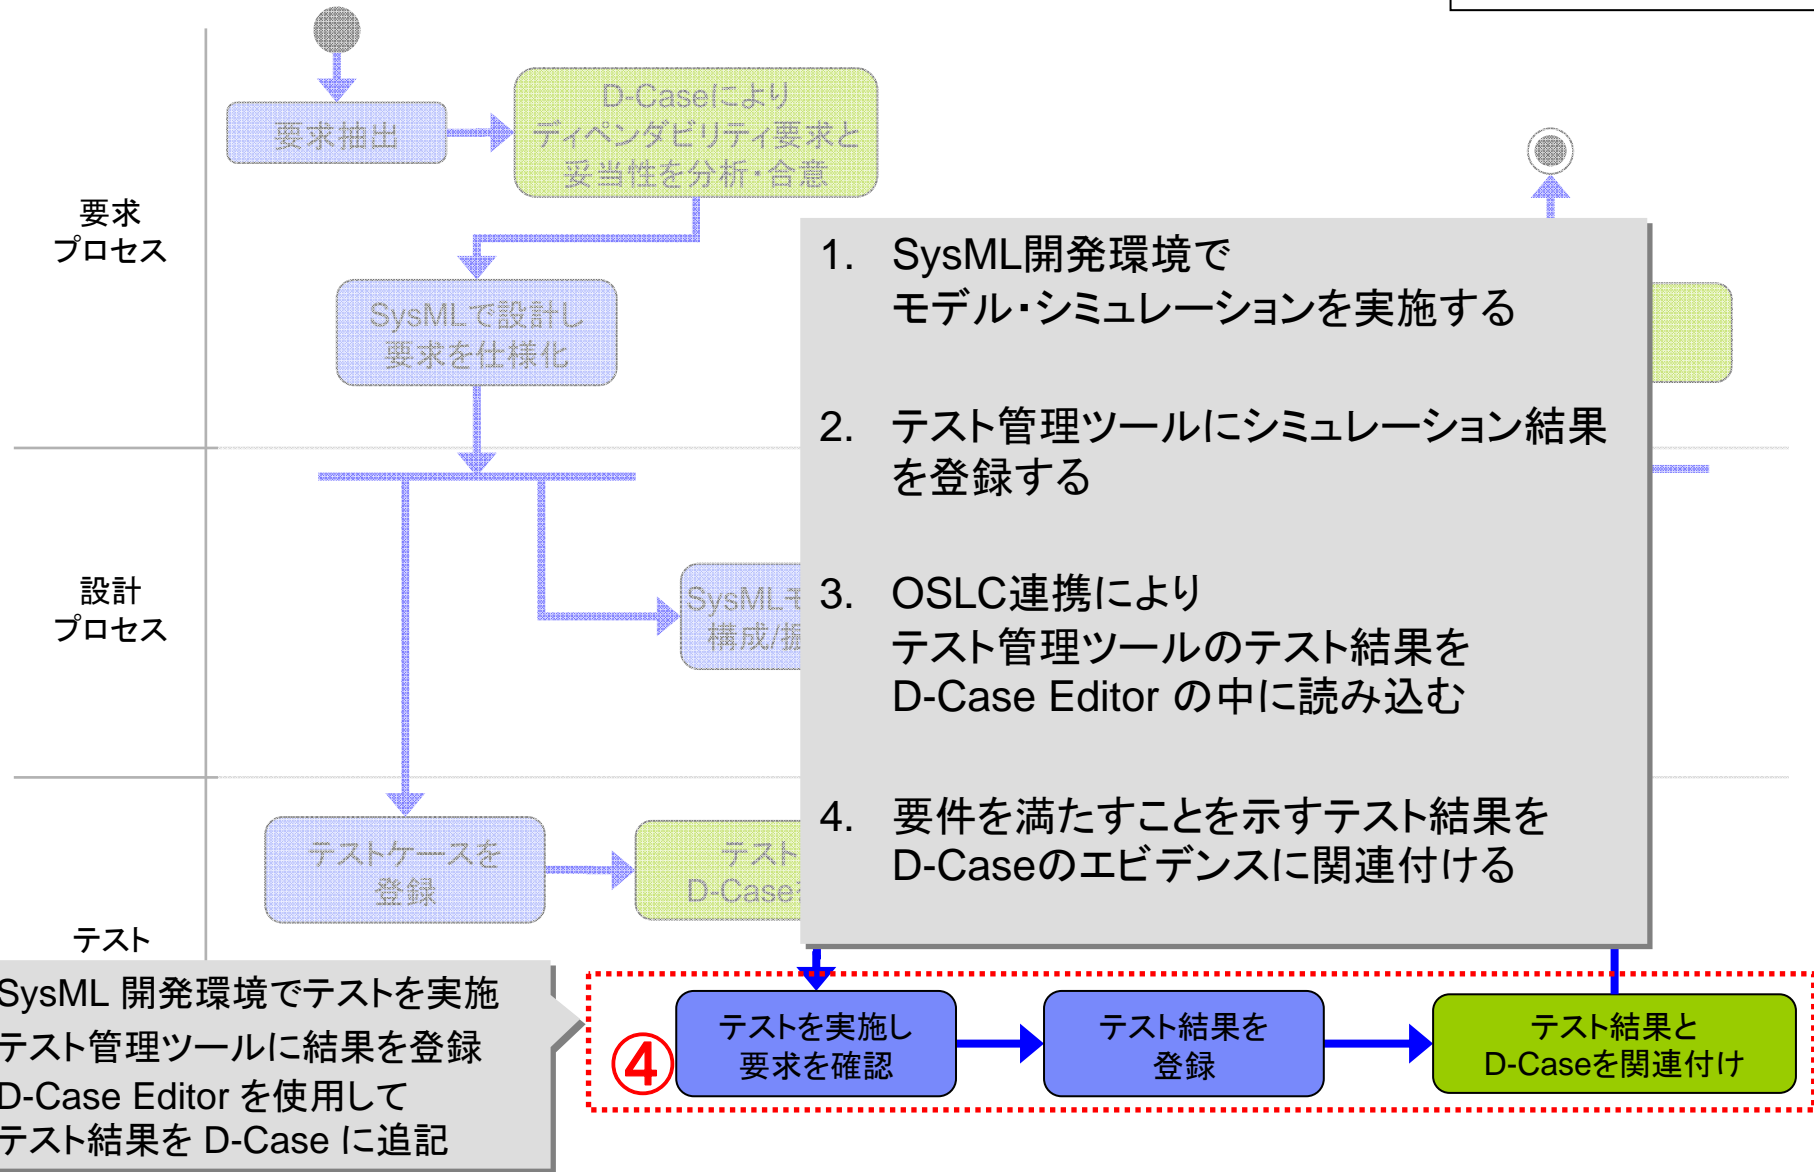 要求抽出
D-Caseにより
ディペンダビリティ要求と
妥当性を分析・合意
要求
プロセス
SysMLで設計し
要求を仕様化
1. SysML開発環境で
モデル・シミュレーションを実施する
2. テスト管理ツールにシミュレーション結果
を登録する
3. OSLC連携により
テスト管理ツールのテスト結果を
D-Case Editor の中に読み込む
4. 要件を満たすことを示すテスト結果を
D-Caseのエビデンスに関連付ける
設計
プロセス
SysML
構成/
テストケースを
登録
テスト
D-Case
テスト
SysML 開発環境でテストを実施
テスト管理ツールに結果を登録
D-Case Editor を使用して
テスト結果を D-Case に追記
④
テストを実施し
要求を確認
テスト結果を
登録
テスト結果と
D-Caseを関連付け